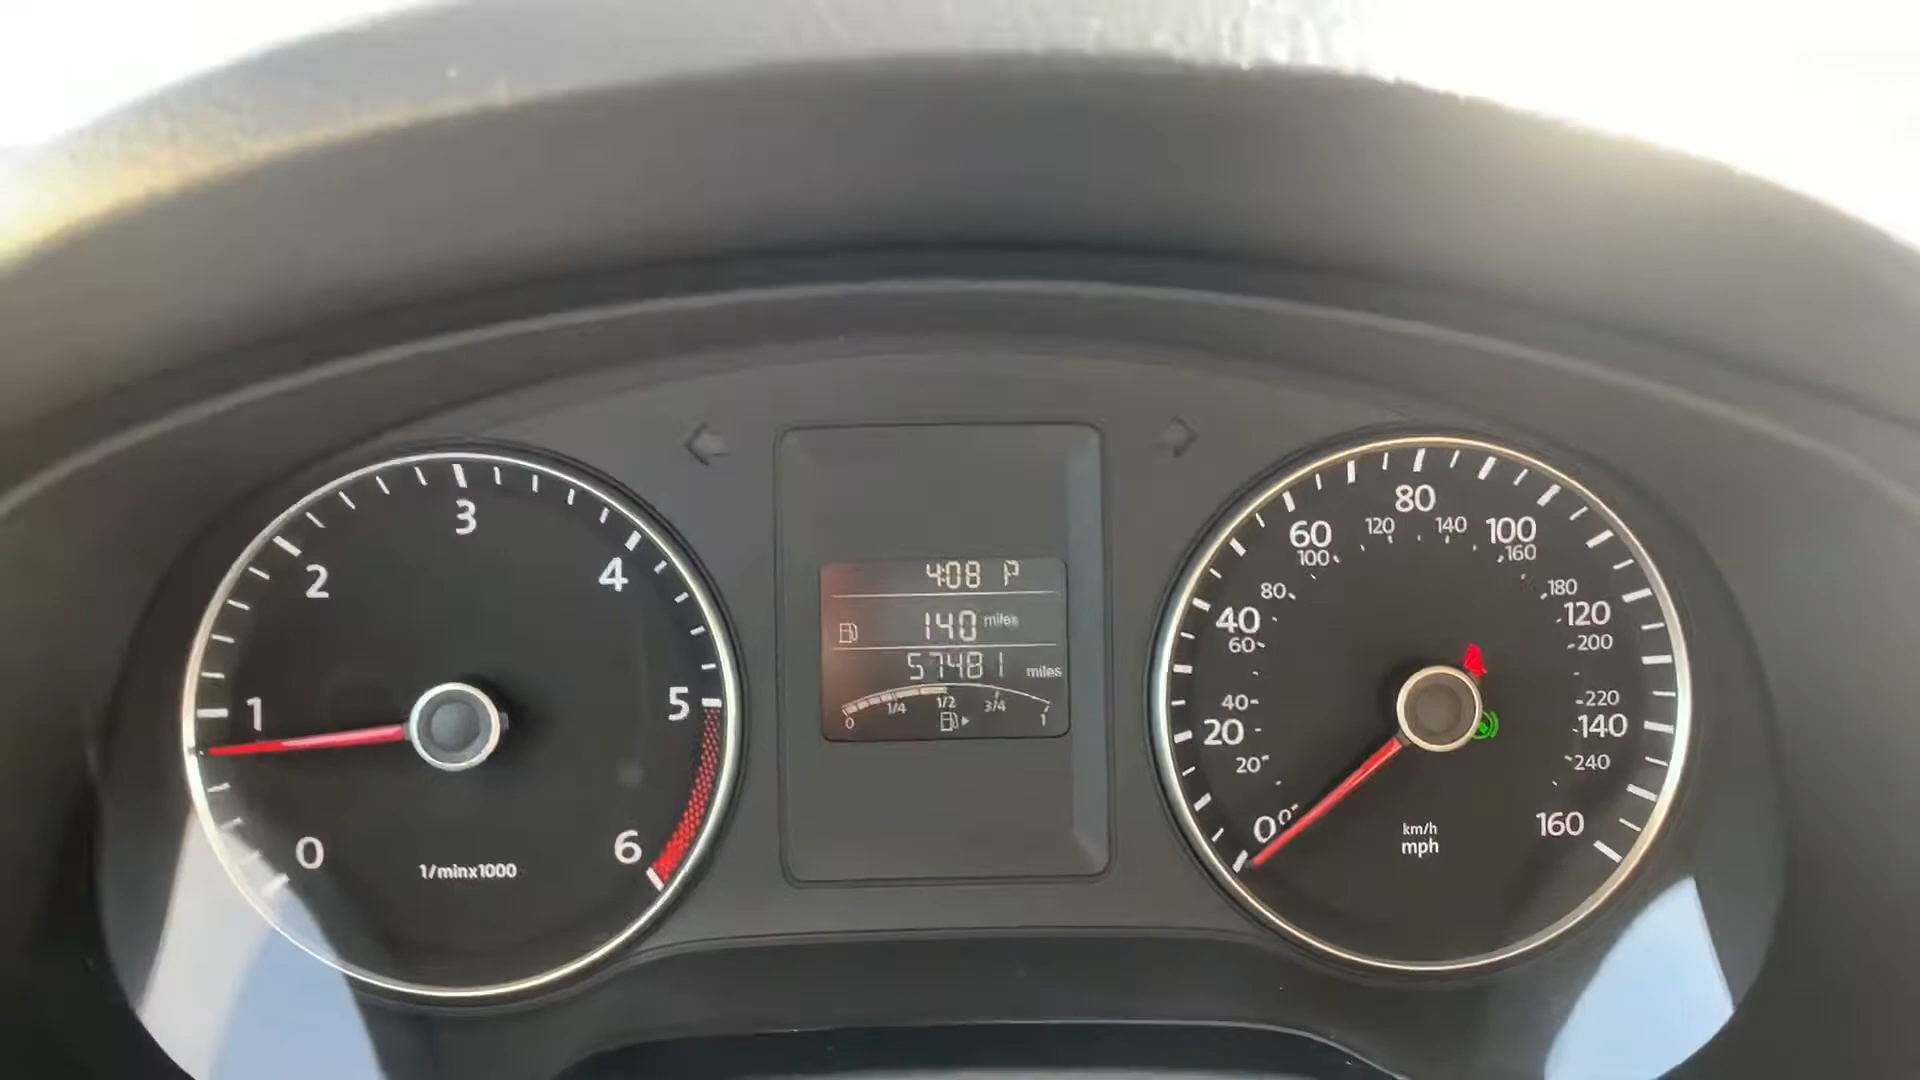 4:08 P
140 miles
57481 miles
0 1/4 1/2 3/4 1
0 1 2 3 4 5 6
1/minx1000
0 20 40 60 80 100 120 140 160
0 20 40 60 80 100 120 140 160 180 200 220 240
km/h
mph